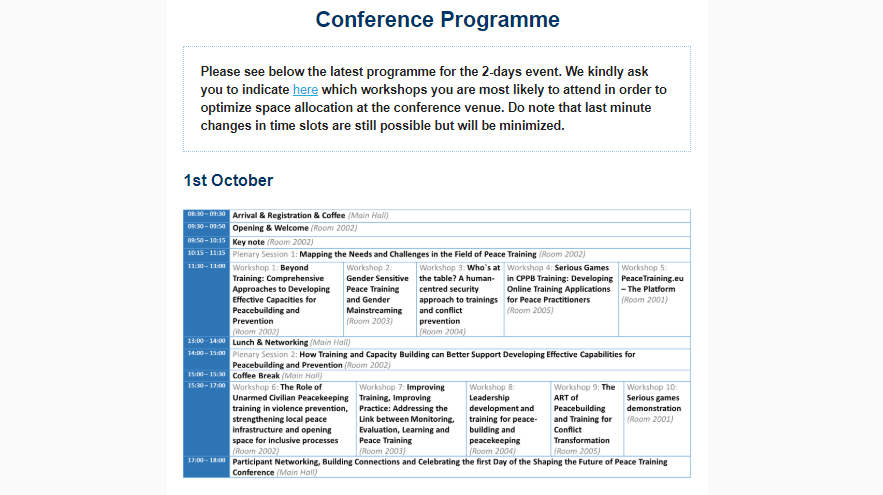 Conference Programme
Please see below the latest programme for the 2-days event. We kindly ask
you to indicate here which workshops you are most likely to attend in order to
optimize space allocation at the conference venue. Do note that last minute
changes in time slots are still possible but will be minimized.
1st October
08:30 – 09:30 Arrival & Registration & Coffee (Main Hall)
09:30 – 09:50 Opening & Welcome (Room 2002)
09:50 – 10:15 Key note (Room 2002)
10:15 – 11:15 Plenary Session 1: Mapping the Needs and Challenges in the Field of Peace Training (Room 2002)
11:30 – 13:00
Workshop 1: Beyond
Training: Comprehensive
Approaches to Developing
Effective Capacities for
Peacebuilding and
Prevention
(Room 2002)
Workshop 2:
Gender Sensitive
Peace Training
and Gender
Mainstreaming
(Room 2003)
Workshop 3: Who`s at
the table? A human-
centred security
approach to trainings
and conflict
prevention
(Room 2004)
Workshop 4: Serious Games
in CPPB Training: Developing
Online Training Applications
for Peace Practitioners
(Room 2005)
Workshop 5:
PeaceTraining.eu
– The Platform
(Room 2001)
13:00 – 14:00 Lunch & Networking (Main Hall)
14:00 – 15:00 Plenary Session 2: How Training and Capacity Building can Better Support Developing Effective Capabilities for
Peacebuilding and Prevention (Room 2002)
15:00 – 15:30 Coffee Break (Main Hall)
15:30 – 17:00
Workshop 6: The Role of
Unarmed Civilian Peacekeeping
training in violence prevention,
strengthening local peace
infrastructure and opening
space for inclusive processes
(Room 2002)
Workshop 7: Improving
Training, Improving
Practice: Addressing the
Link between Monitoring,
Evaluation, Learning and
Peace Training
(Room 2003)
Workshop 8:
Leadership
development and
training for peace-
building and
peacekeeping
(Room 2004)
Workshop 9: The
ART of
Peacebuilding
and Training for
Conflict
Transformation
(Room 2005)
Workshop 10:
Serious games
demonstration
(Room 2001)
17:00 – 18:00 Participant Networking, Building Connections and Celebrating the first Day of the Shaping the Future of Peace Training
Conference (Main Hall)